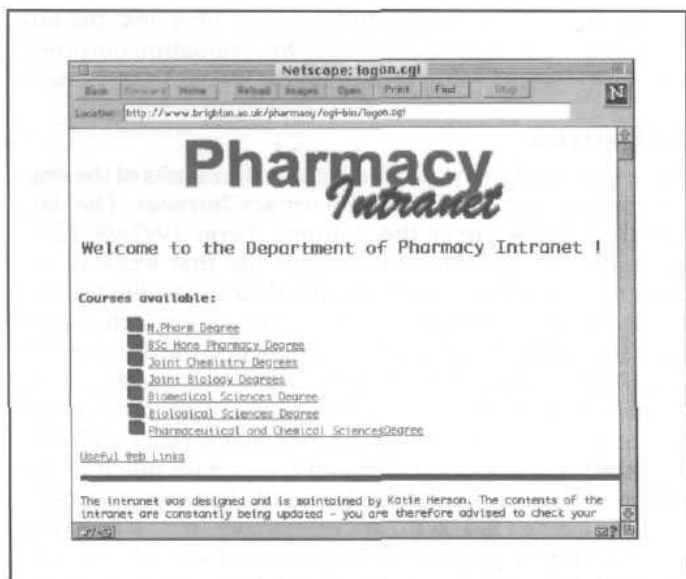 Netscape: logon.cgi
Back Forward Home Reload Images Open Print Find Stop
N
Location: http://www.brighton.ac.uk/pharmacy/cgi-bin/logon.cgi
Pharmacy
Intranet
Welcome to the Department of Pharmacy Intranet !
Courses available:
M.Pharm Degree
BSc Hons Pharmacy Degree
Joint Chemistry Degrees
Joint Biology Degrees
Biomedical Sciences Degree
Biological Sciences Degree
Pharmaceutical and Chemical SciencesDegree
Useful Web Links
The intranet was designed and is maintained by Katie Herson. The contents of the
intranet are constantly being updated - you are therefore advised to check your